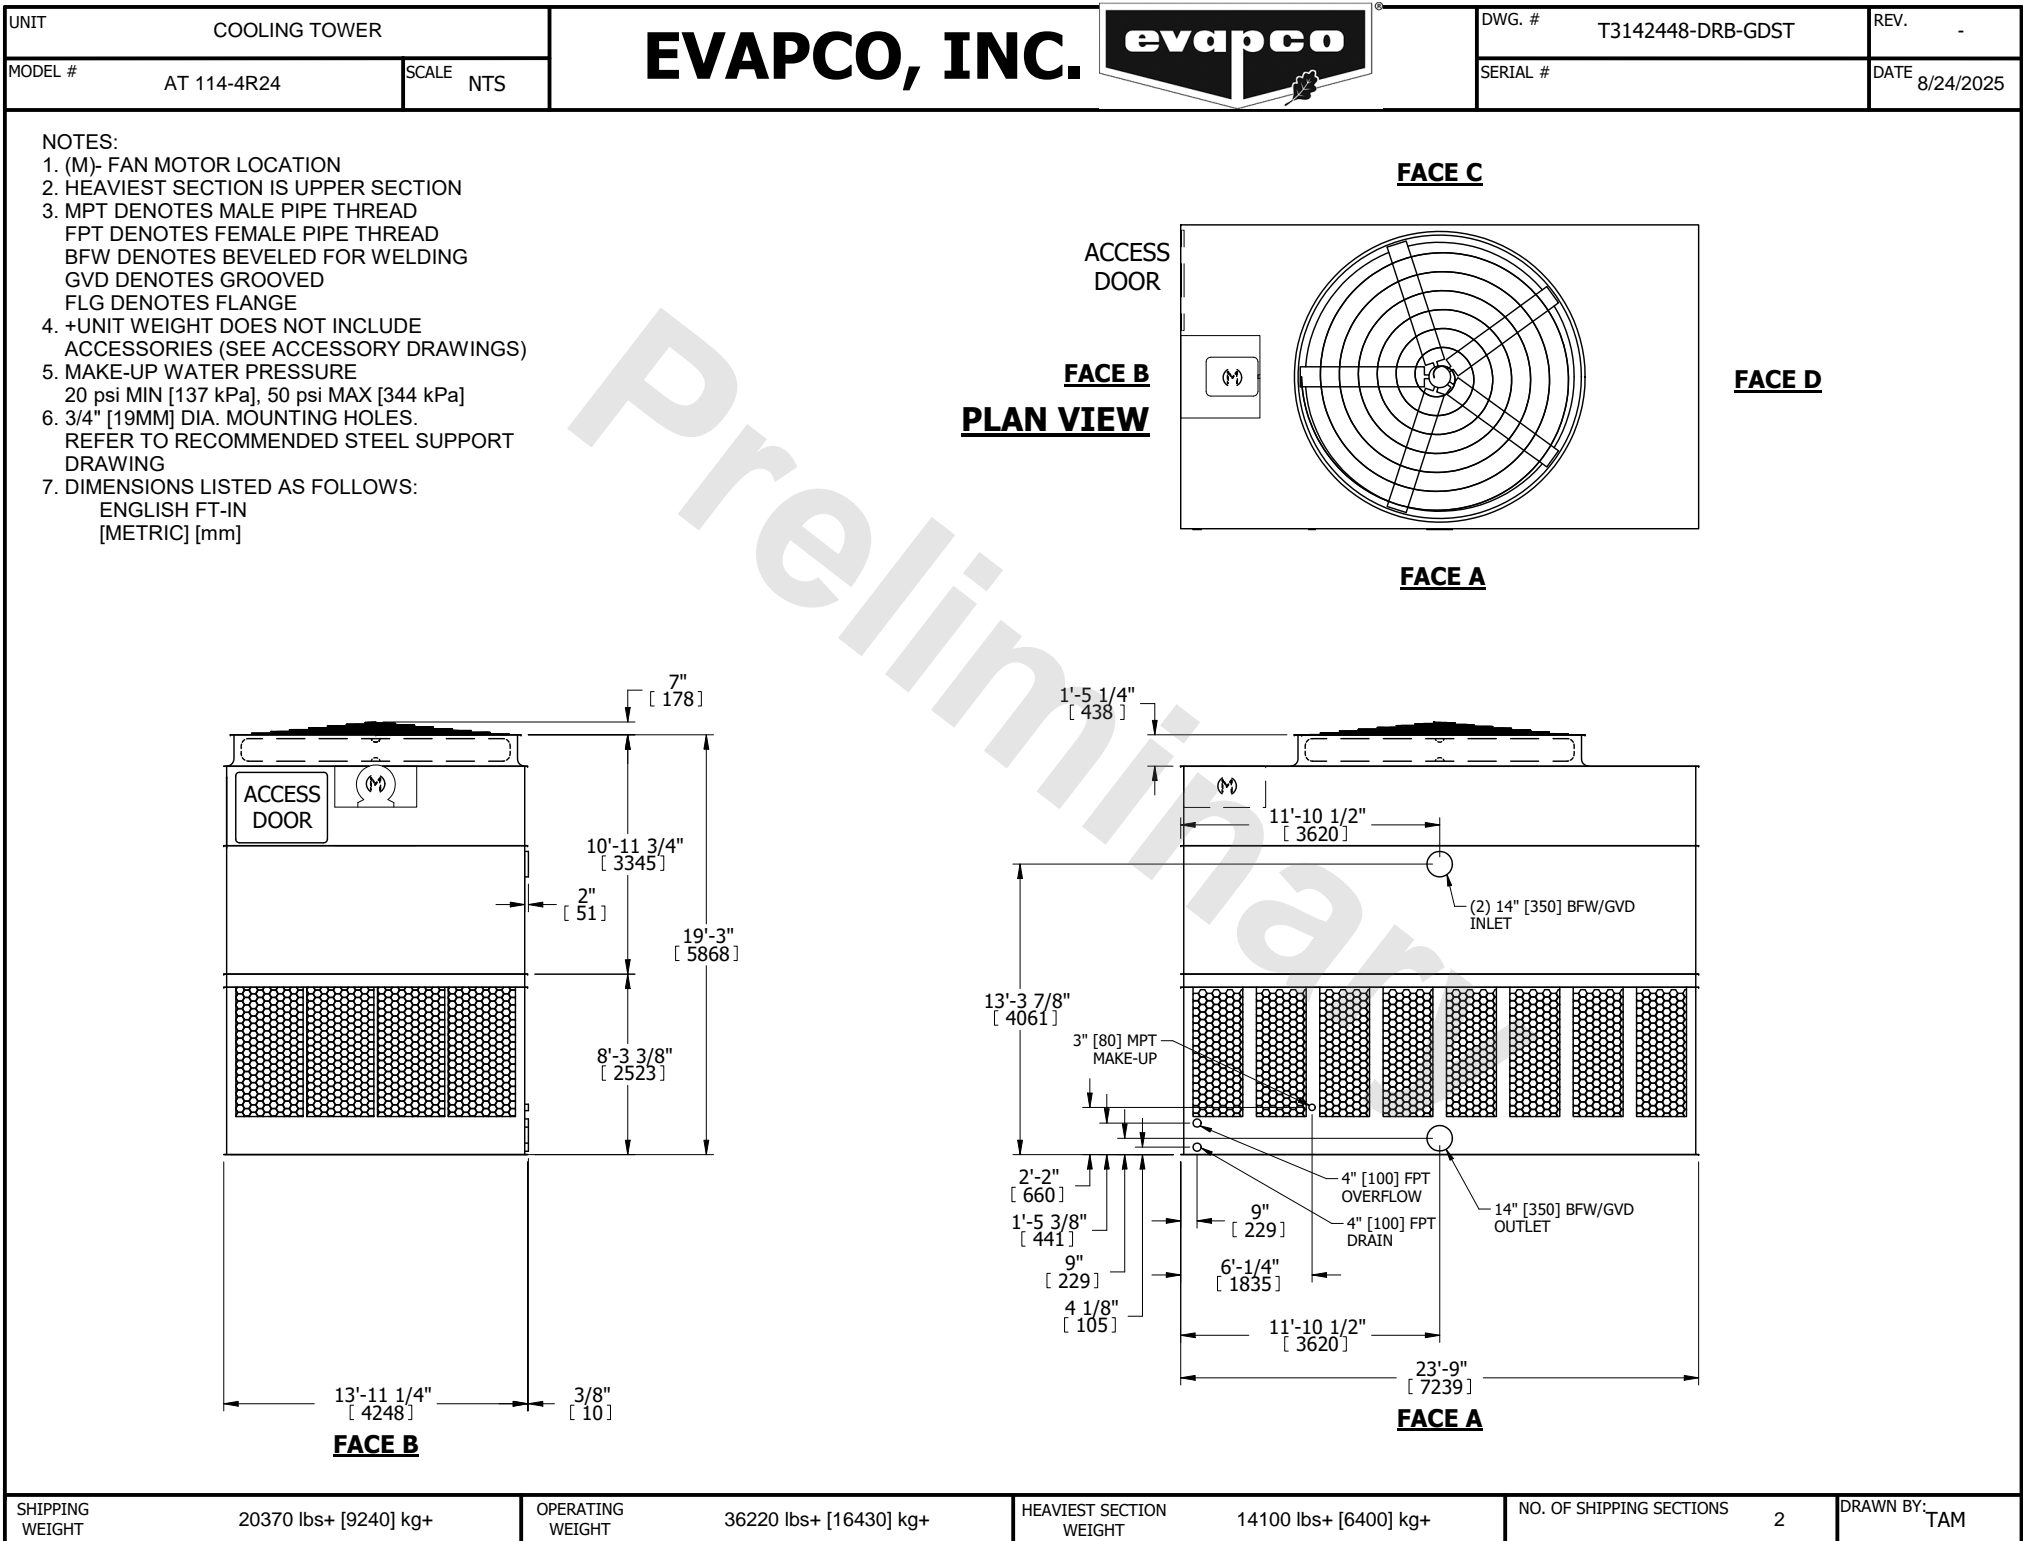 UNIT
COOLING TOWER
MODEL #
AT 114-4R24
SCALE
NTS
EVAPCO, INC.
evapco
®
DWG. #
T3142448-DRB-GDST
REV.
-
SERIAL #
DATE
8/24/2025
NOTES:
1. (M)- FAN MOTOR LOCATION
2. HEAVIEST SECTION IS UPPER SECTION
3. MPT DENOTES MALE PIPE THREAD
FPT DENOTES FEMALE PIPE THREAD
BFW DENOTES BEVELED FOR WELDING
GVD DENOTES GROOVED
FLG DENOTES FLANGE
4. +UNIT WEIGHT DOES NOT INCLUDE
ACCESSORIES (SEE ACCESSORY DRAWINGS)
5. MAKE-UP WATER PRESSURE
20 psi MIN [137 kPa], 50 psi MAX [344 kPa]
6. 3/4" [19MM] DIA. MOUNTING HOLES.
REFER TO RECOMMENDED STEEL SUPPORT
DRAWING
7. DIMENSIONS LISTED AS FOLLOWS:
ENGLISH FT-IN
[METRIC] [mm]
Preliminary
FACE C
ACCESS
DOOR
FACE B
(M)
PLAN VIEW
FACE D
FACE A
7"
[ 178 ]
ACCESS
DOOR
(M)
10'-11 3/4"
[ 3345 ]
2"
[ 51 ]
19'-3"
[ 5868 ]
8'-3 3/8"
[ 2523 ]
13'-11 1/4"
[ 4248 ]
3/8"
[ 10 ]
FACE B
1'-5 1/4"
[ 438 ]
(M)
11'-10 1/2"
[ 3620 ]
(2) 14" [350] BFW/GVD
INLET
13'-3 7/8"
[ 4061 ]
3" [80] MPT
MAKE-UP
2'-2"
[ 660 ]
1'-5 3/8"
[ 441 ]
9"
[ 229 ]
4 1/8"
[ 105 ]
4" [100] FPT
OVERFLOW
4" [100] FPT
DRAIN
9"
[ 229 ]
14" [350] BFW/GVD
OUTLET
6'-1/4"
[ 1835 ]
11'-10 1/2"
[ 3620 ]
23'-9"
[ 7239 ]
FACE A
SHIPPING
WEIGHT
20370 lbs+ [9240] kg+
OPERATING
WEIGHT
36220 lbs+ [16430] kg+
HEAVIEST SECTION
WEIGHT
14100 lbs+ [6400] kg+
NO. OF SHIPPING SECTIONS
2
DRAWN BY:
TAM